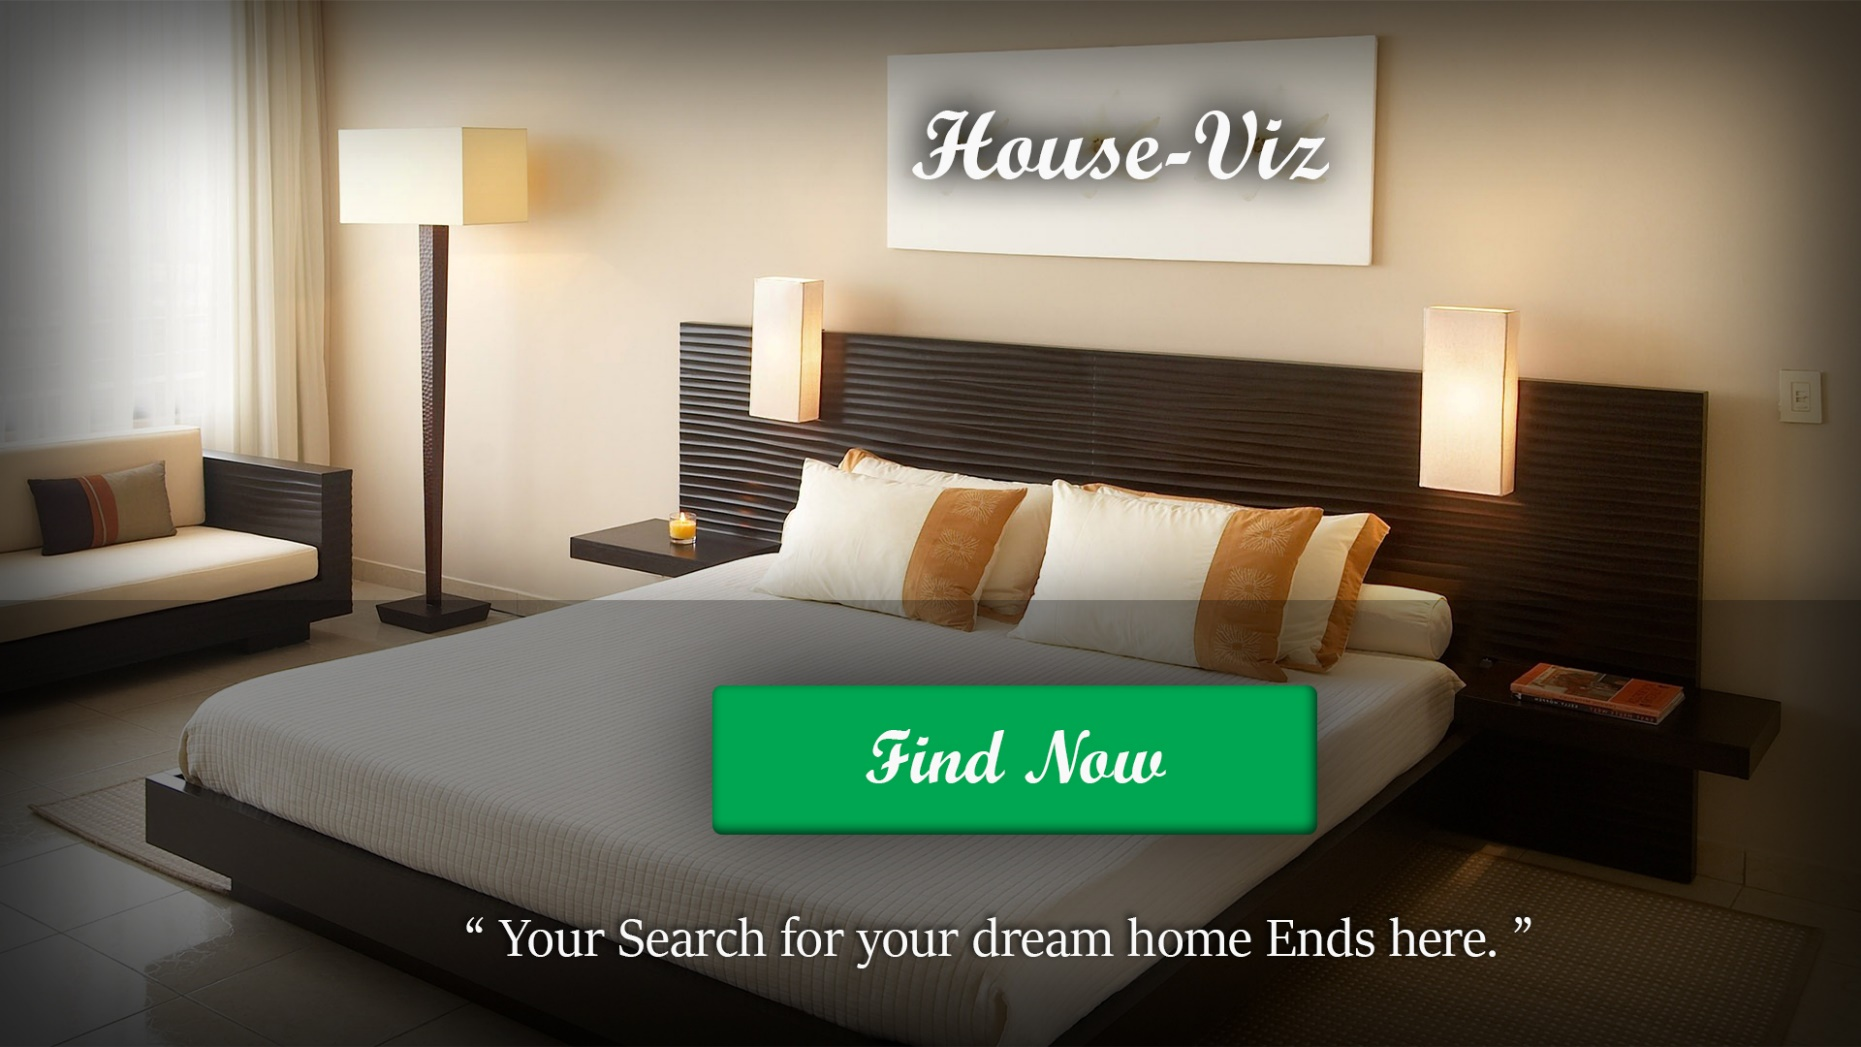 House-Viz
Find Now
“ Your Search for your dream home Ends here. ”